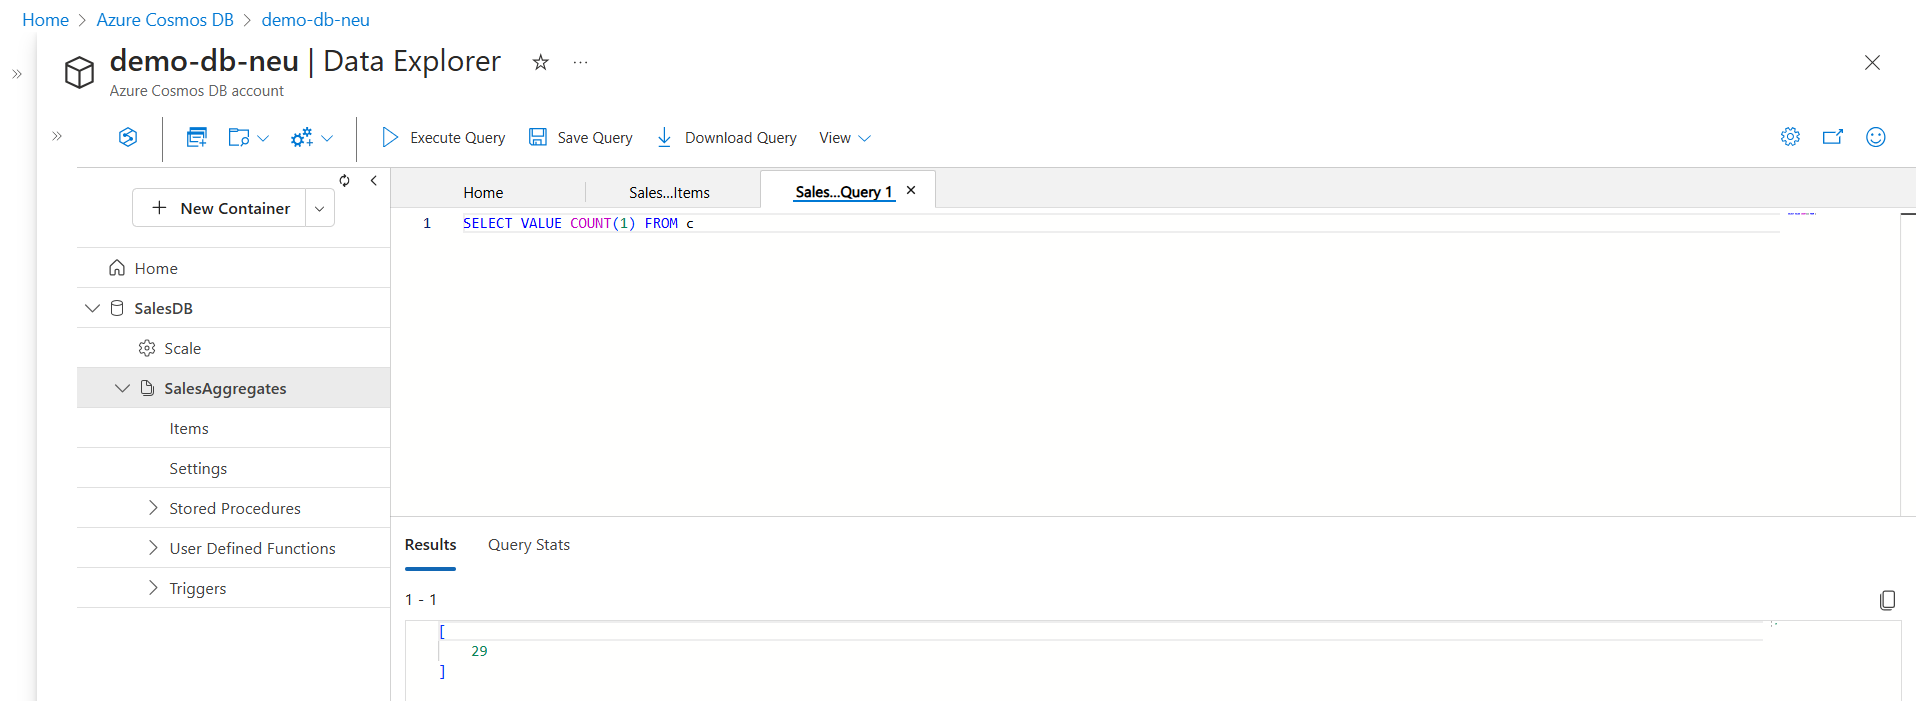 Home > Azure Cosmos DB > demo-db-neu
demo-db-neu | Data Explorer
Azure Cosmos DB account
Execute Query Save Query Download Query View
New Container
Home
SalesDB
Scale
SalesAggregates
Items
Settings
Stored Procedures
User Defined Functions
Triggers
Home Sales...Items Sales...Query 1
1 SELECT VALUE COUNT(1) FROM c
Results Query Stats
1 - 1
[
29
]